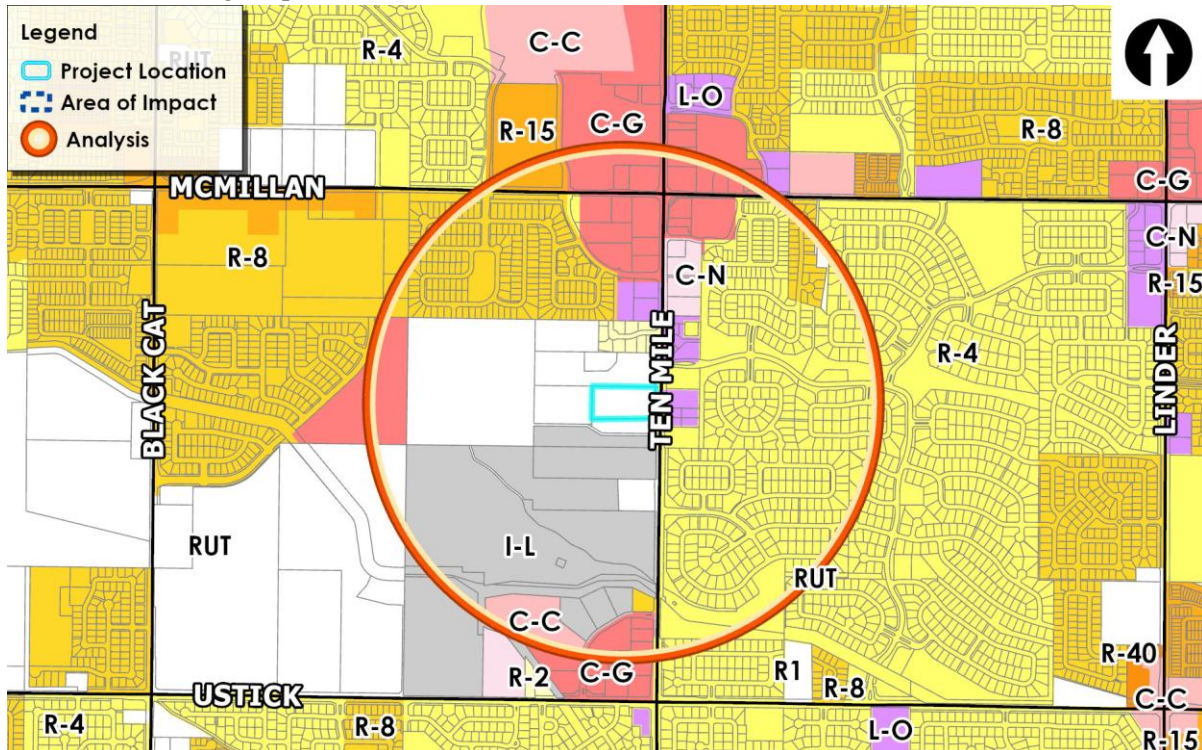 Legend
Project Location
Area of Impact
Analysis
RUT
R-4
C-C
L-O
R-15
C-G
R-8
MCMILLAN
C-G
R-8
C-N
C-N
R-15
BLACK CAT
TEN MILE
R-4
LINDER
RUT
I-L
RUT
C-C
R-2
C-G
R1
R-8
R-40
C-C
USTICK
R-4
R-8
L-O
R-15